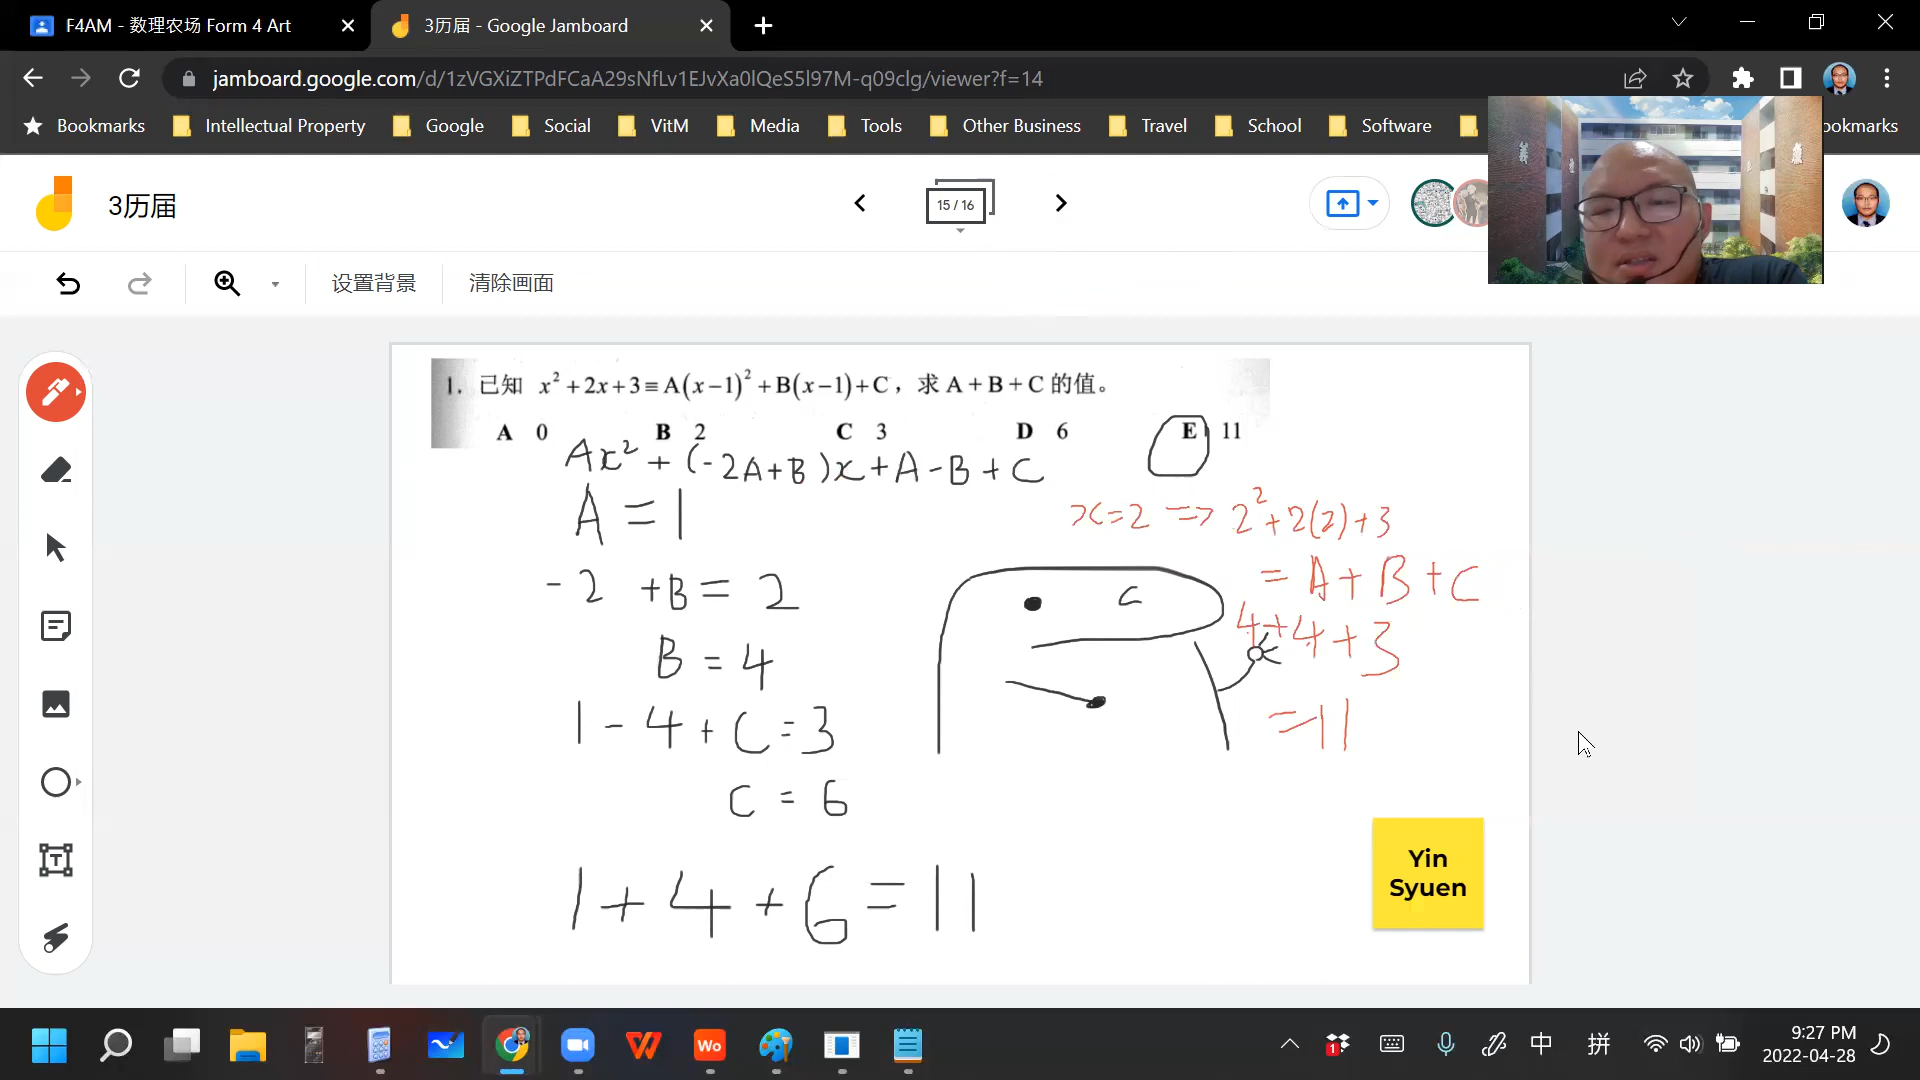 F4AM - 数理农场 Form 4 Art
3历届 - Google Jamboard
jamboard.google.com/d/1zVGXiZTPdFCaA29sNfLv1EJvXa0lQeS5l97M-q09clg/viewer?f=14
Bookmarks Intellectual Property Google Social VitM Media Tools Other Business Travel School Software ookmarks
3历届
15 / 16
设置背景 清除画面
1. 已知 x² + 2x + 3 ≡ A(x−1)² + B(x−1) + C，求 A + B + C 的值。
A 0 B 2 C 3 D 6 E 11
Ax² + (-2A+B)x + A - B + C
A = 1
-2 +B = 2
B = 4
1 - 4 + C = 3
C = 6
1 + 4 + 6 = 11
x=2 => 2² + 2(2) + 3
= A + B + C
4 + 4 + 3
= 11
Yin
Syuen
中 拼
9:27 PM
2022-04-28